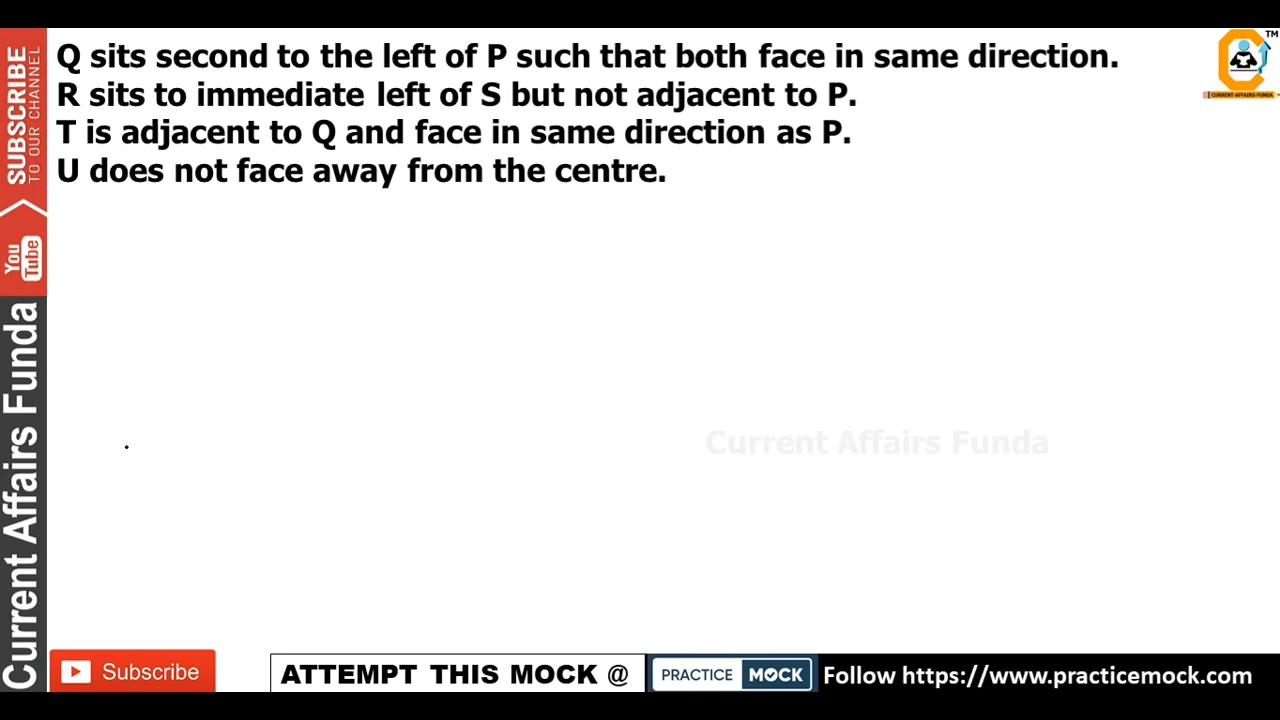 Q sits second to the left of P such that both face in same direction.
R sits to immediate left of S but not adjacent to P.
T is adjacent to Q and face in same direction as P.
U does not face away from the centre.
TM
CURRENT-AFFAIRS-FUNDA
SUBSCRIBE
TO OUR CHANNEL
You
Tube
Current Affairs Funda
Current Affairs Funda
Subscribe
ATTEMPT THIS MOCK @
PRACTICE MOCK
Follow https://www.practicemock.com